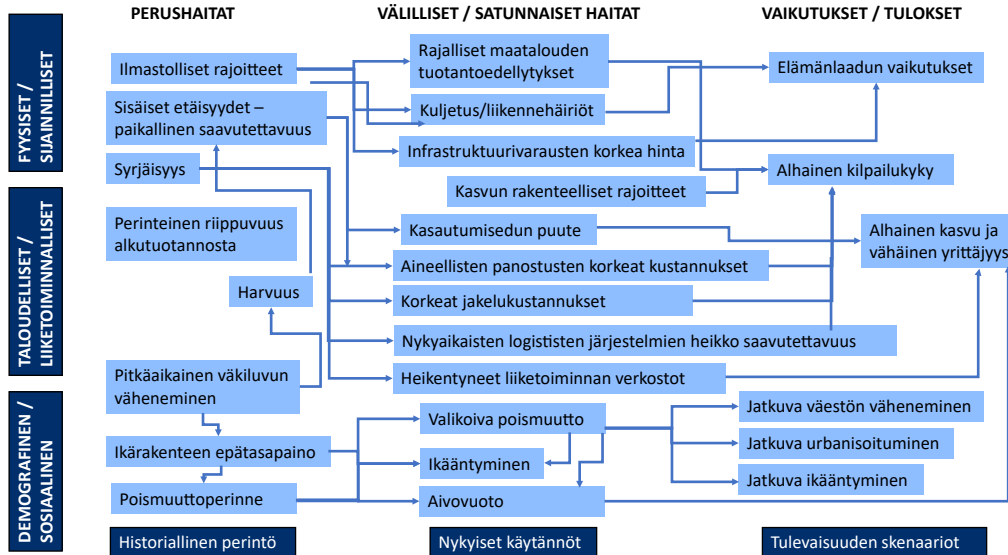 PERUSHAITAT
VÄLILLISET / SATUNNAISET HAITAT
VAIKUTUKSET / TULOKSET
FYYSISET /
SIJAINNILLISET
Ilmastolliset rajoitteet
Sisäiset etäisyydet –
paikallinen saavutettavuus
Syrjäisyys
Rajalliset maatalouden
tuotantoedellytykset
Kuljetus/liikennehäiriöt
Infrastruktuurivarausten korkea hinta
Kasvun rakenteelliset rajoitteet
Elämänlaadun vaikutukset
Alhainen kilpailukyky
TALOUDELLISET /
LIIKETOIMINNALLISET
Perinteinen riippuvuus
alkutuotannosta
Harvuus
Kasautumisedun puute
Aineellisten panostusten korkeat kustannukset
Korkeat jakelukustannukset
Nykyaikaisten logististen järjestelmien heikko saavutettavuus
Heikentyneet liiketoiminnan verkostot
Alhainen kasvu ja
vähäinen yrittäjyys
DEMOGRAFINEN /
SOSIAALINEN
Pitkäaikainen väkiluvun
väheneminen
Ikärakenteen epätasapaino
Poismuuttoperinne
Valikoiva poismuutto
Ikääntyminen
Aivovuoto
Jatkuva väestön väheneminen
Jatkuva urbanisoituminen
Jatkuva ikääntyminen
Historiallinen perintö
Nykyiset käytännöt
Tulevaisuuden skenaariot